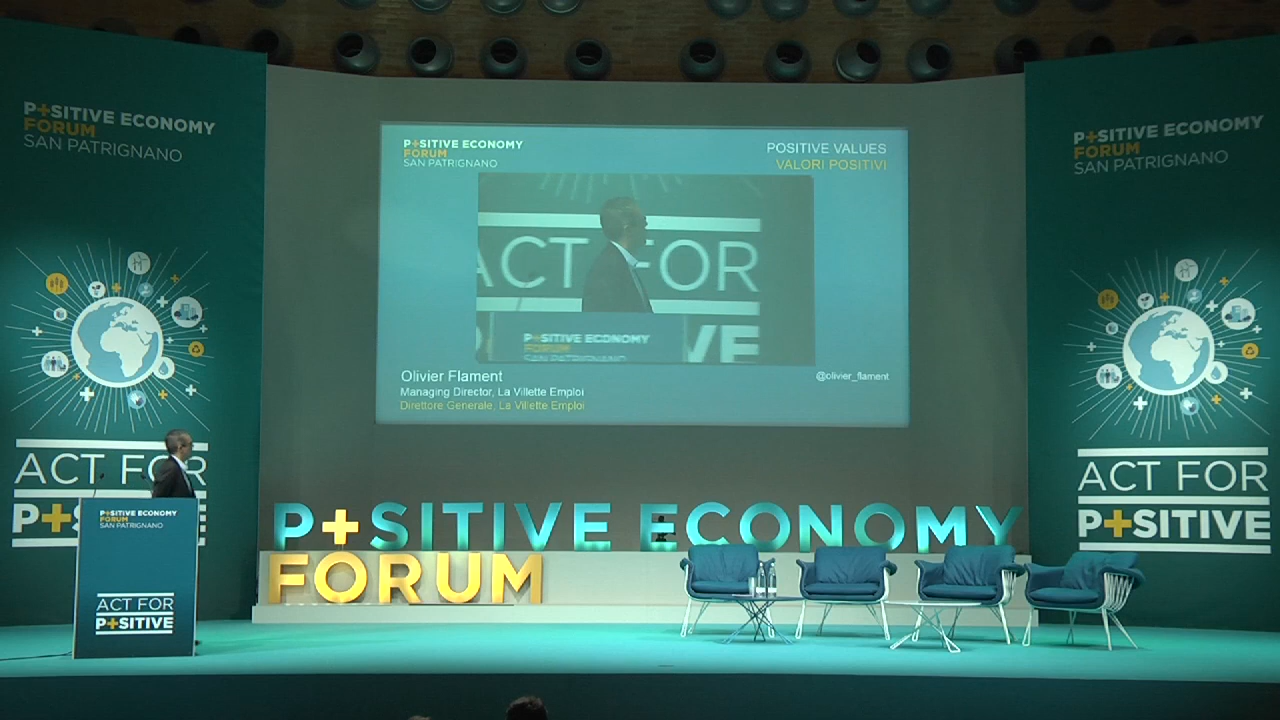 P+SITIVE ECONOMY
FORUM
SAN PATRIGNANO
ACT FOR
P+SITIVE
P+SITIVE ECONOMY
FORUM
SAN PATRIGNANO
POSITIVE VALUES
VALORI POSITIVI
ACT FOR
VE
P+SITIVE ECONOMY
FORUM
SAN PATRIGNANO
Olivier Flament
Managing Director, La Villette Emploi
Direttore Generale, La Villette Emploi
@olivier_flament
P+SITIVE ECONOMY
FORUM
SAN PATRIGNANO
ACT FOR
P+SITIVE
P+SITIVE ECONOMY
FORUM
P+SITIVE ECONOMY
FORUM
SAN PATRIGNANO
ACT FOR
P+SITIVE